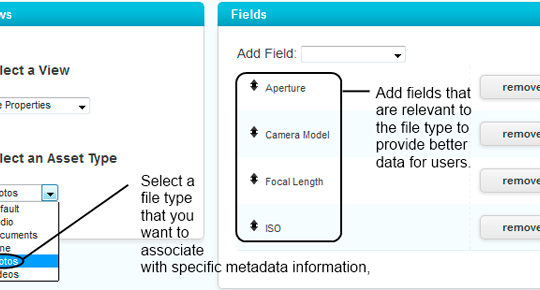 ws
Fields
Add Field:
lect a View
e Properties
Aperture
remove
Camera Model
remove
lect an Asset Type
Focal Length
remove
otos
fault
dio
cuments
ne
otos
deos
ISO
remove
Add fields that
are relevant to
the file type to
provide better
data for users.
Select a
file type
that you
want to
associate
with specific metadata information,